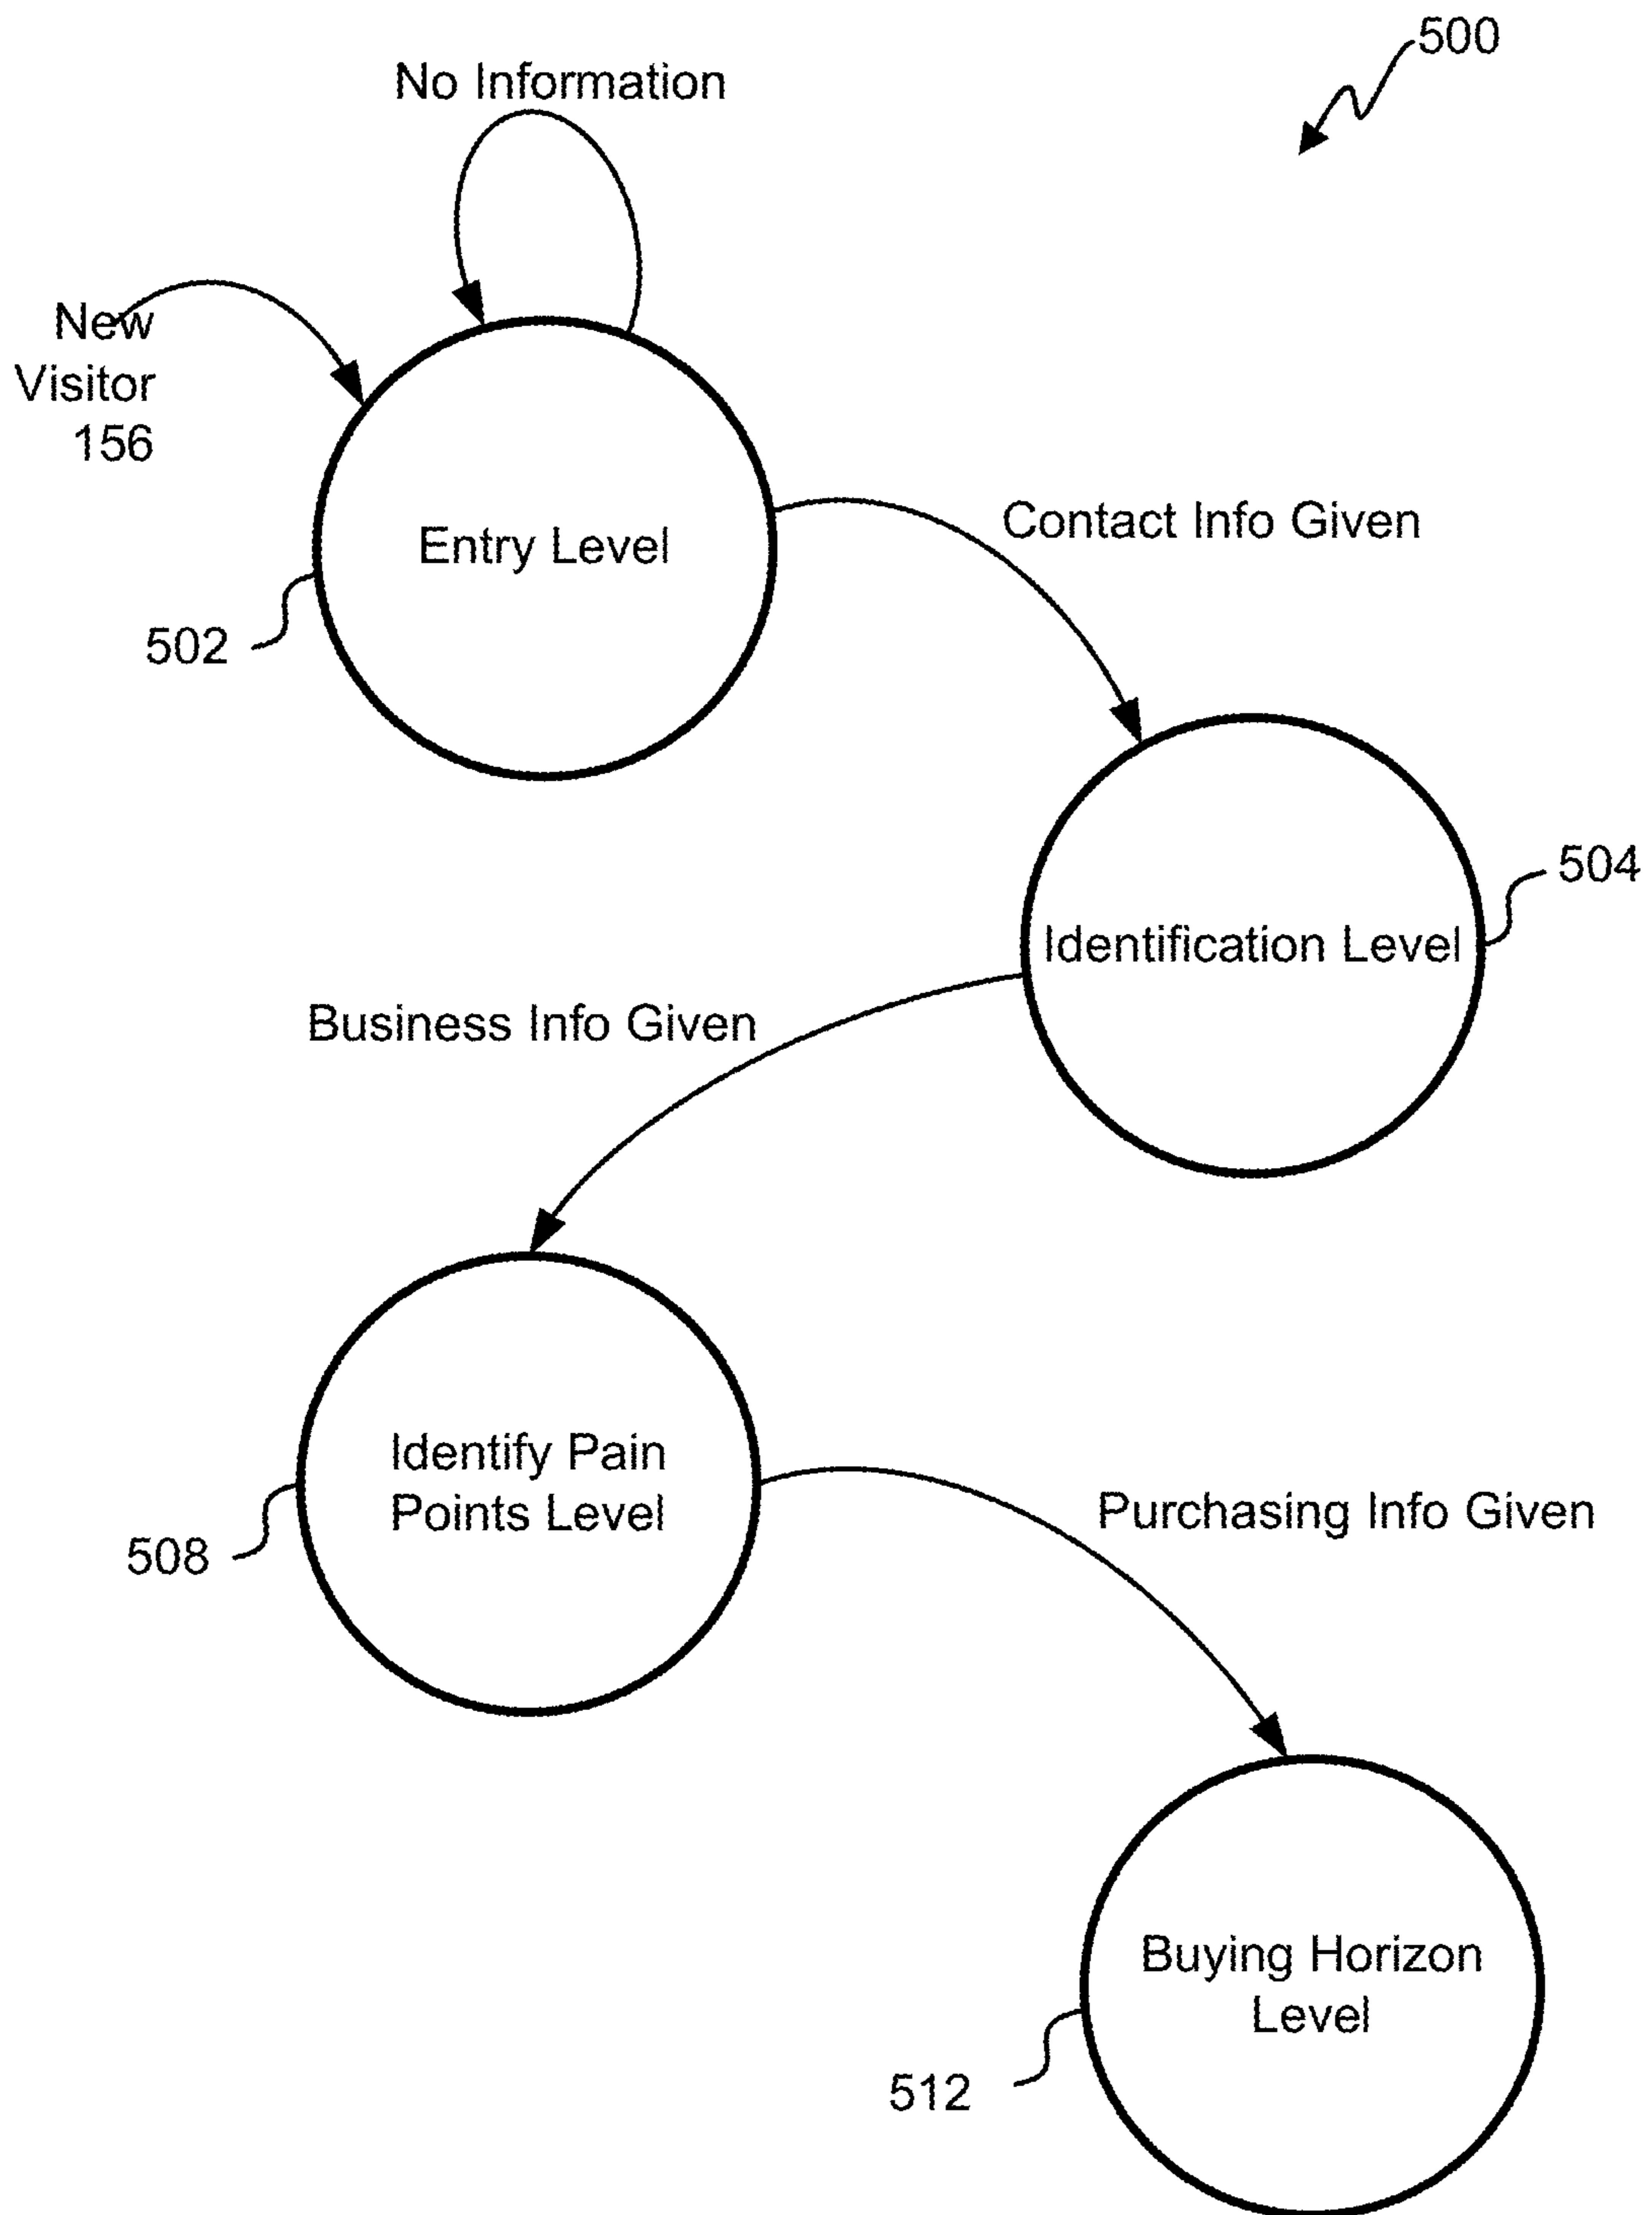 500
No Information
New
Visitor
156
Entry Level
Contact Info Given
502
504
Identification Level
Business Info Given
Identify Pain
Points Level
508
Purchasing Info Given
Buying Horizon
Level
512